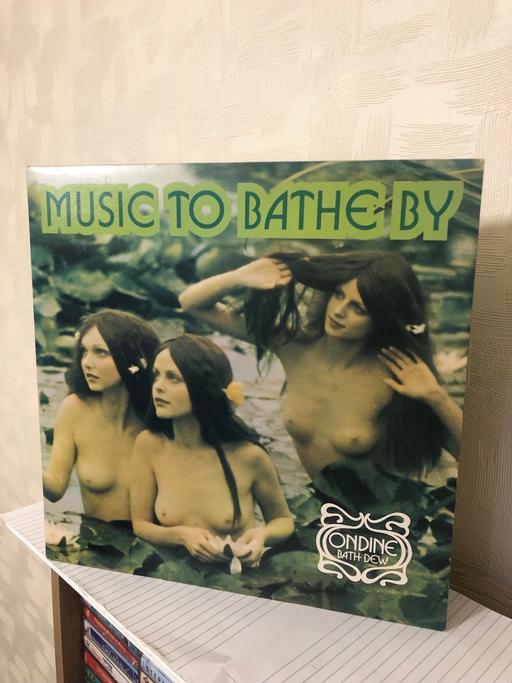 MUSIC TO BATHE BY
ONDINE
BATH DEW